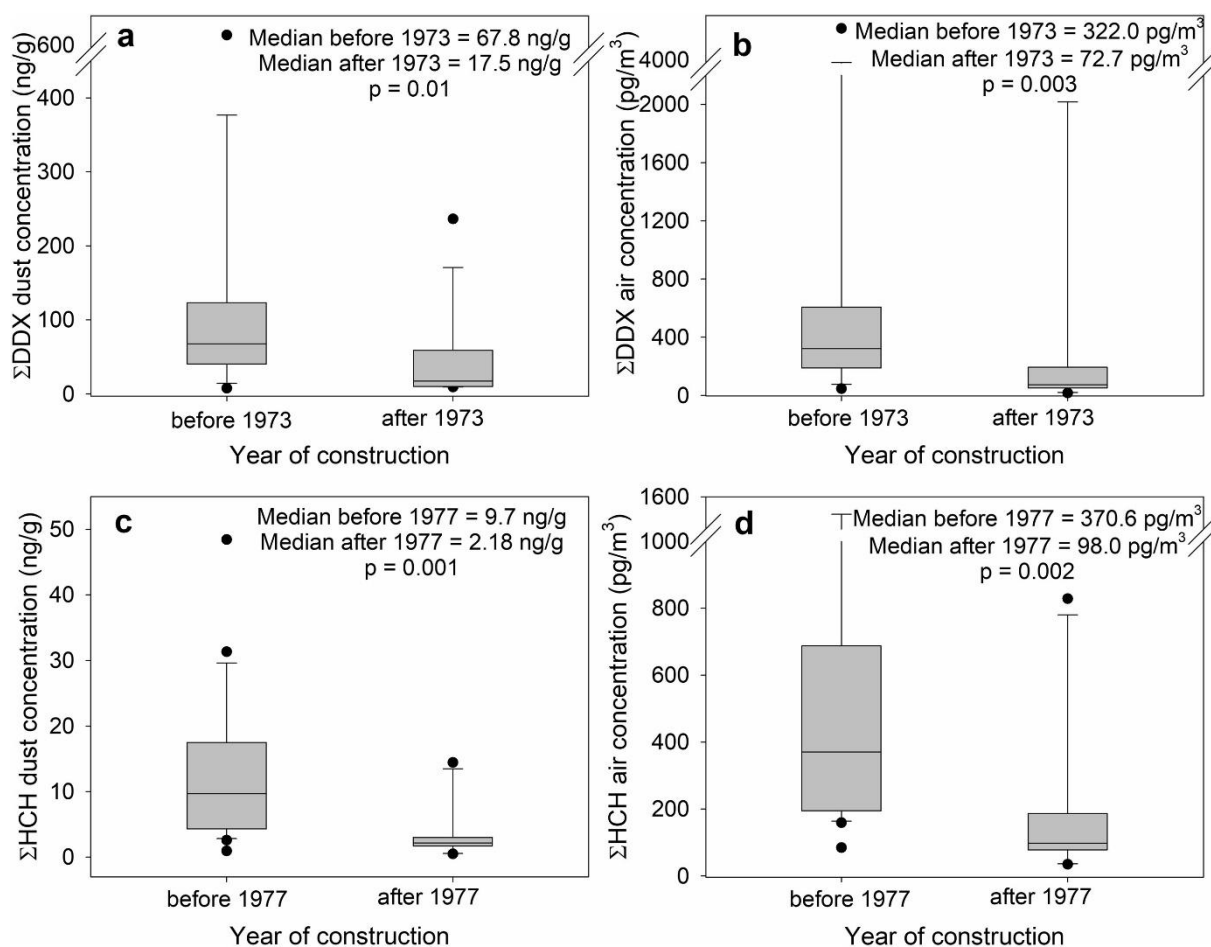 a
Median before 1973 = 67.8 ng/g
Median after 1973 = 17.5 ng/g
p = 0.01
ΣDDX dust concentration (ng/g)
6600
400
300
200
100
0
before 1973
after 1973
Year of construction
b
Median before 1973 = 322.0 pg/m³
Median after 1973 = 72.7 pg/m³
p = 0.003
ΣDDX air concentration (pg/m³)
4000
2000
1600
1200
800
400
0
before 1973
after 1973
Year of construction
c
Median before 1977 = 9.7 ng/g
Median after 1977 = 2.18 ng/g
p = 0.001
ΣHCH dust concentration (ng/g)
50
40
30
20
10
0
before 1977
after 1977
Year of construction
d
Median before 1977 = 370.6 pg/m³
Median after 1977 = 98.0 pg/m³
p = 0.002
ΣHCH air concentration (pg/m³)
1600
1000
800
600
400
200
0
before 1977
after 1977
Year of construction